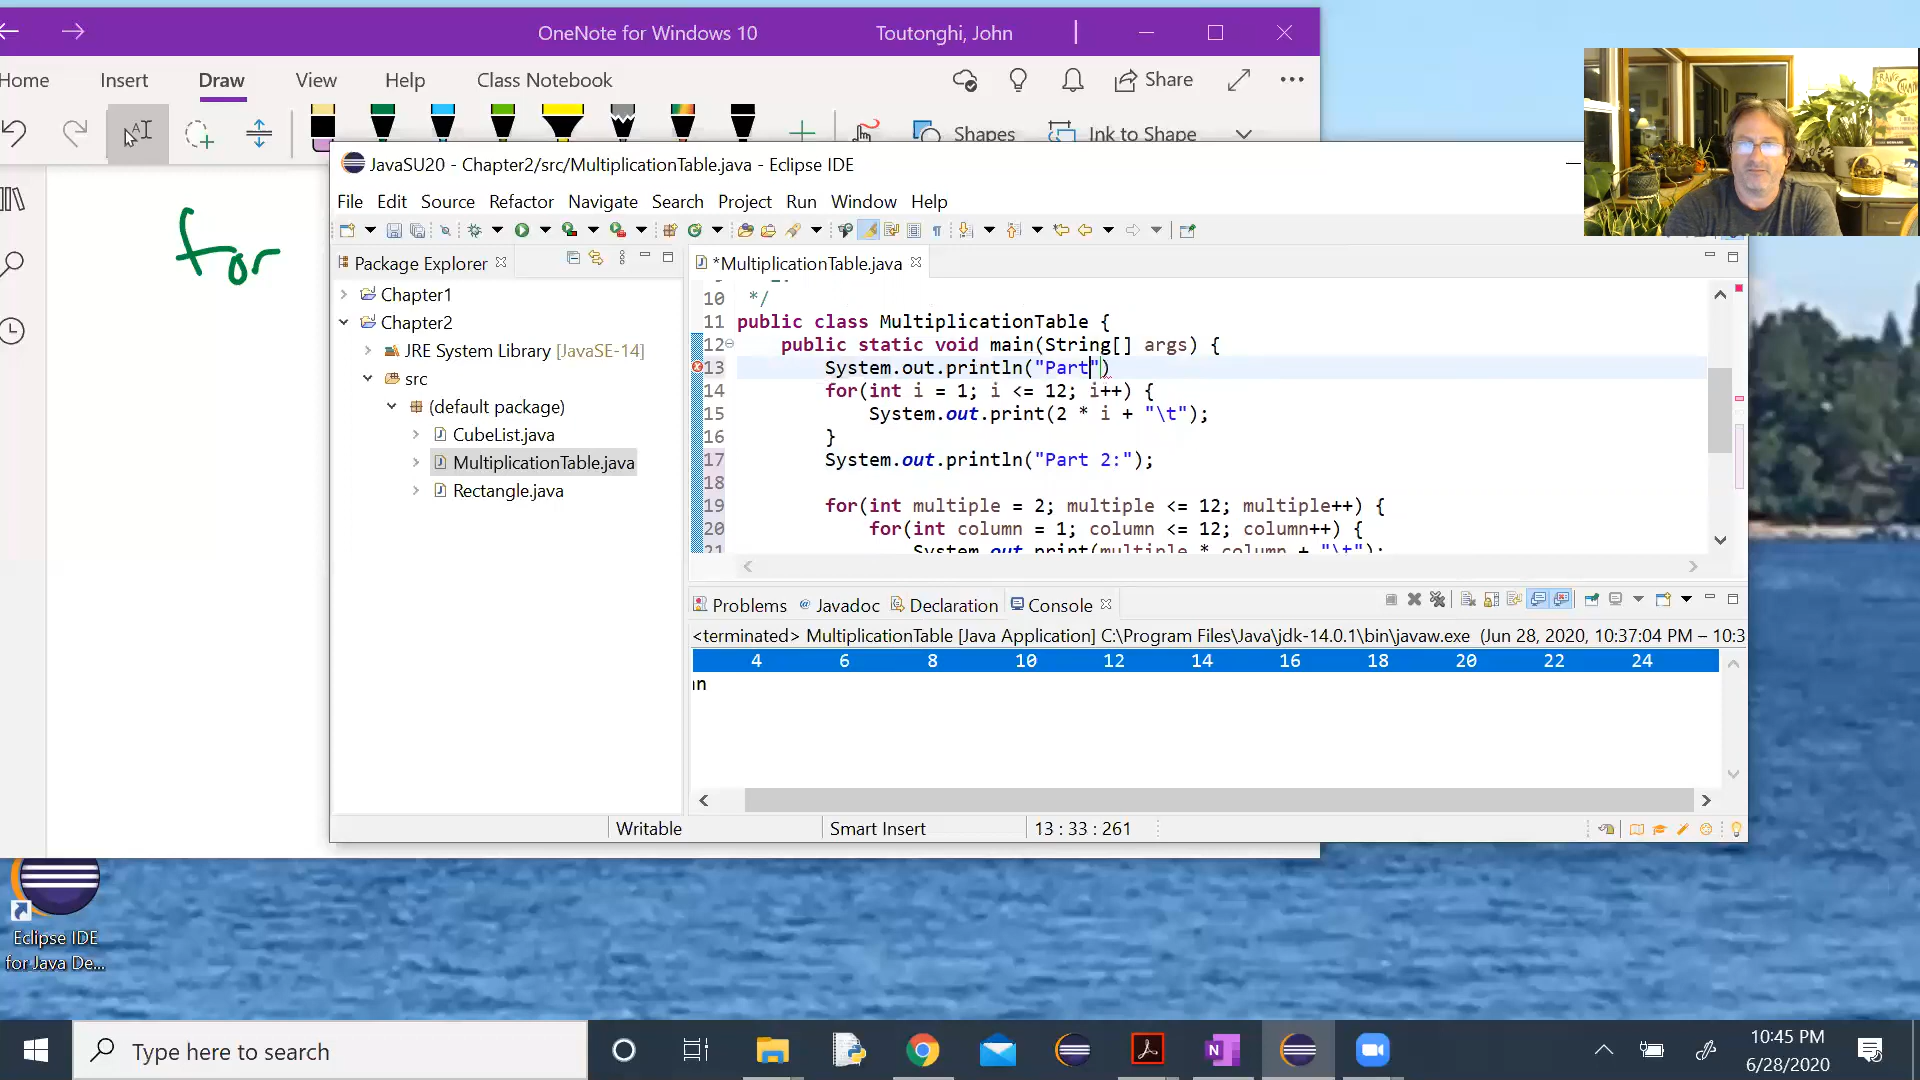 OneNote for Windows 10
Toutonghi, John
Home Insert Draw View Help Class Notebook
Share
Shapes
Ink to Shape
for
JavaSU20 - Chapter2/src/MultiplicationTable.java - Eclipse IDE
File Edit Source Refactor Navigate Search Project Run Window Help
Package Explorer
Chapter1
Chapter2
JRE System Library [JavaSE-14]
src
(default package)
CubeList.java
MultiplicationTable.java
Rectangle.java
*MultiplicationTable.java
10 */
11 public class MultiplicationTable {
12 public static void main(String[] args) {
13 System.out.println("Part")
14 for(int i = 1; i <= 12; i++) {
15 System.out.print(2 * i + "\t");
16 }
17 System.out.println("Part 2:");
18
19 for(int multiple = 2; multiple <= 12; multiple++) {
20 for(int column = 1; column <= 12; column++) {
21 System.out.print(multiple * column + "\t");
Problems Javadoc Declaration Console
<terminated> MultiplicationTable [Java Application] C:\Program Files\Java\jdk-14.0.1\bin\javaw.exe (Jun 28, 2020, 10:37:04 PM – 10:3
4 6 8 10 12 14 16 18 20 22 24
Writable
Smart Insert
13 : 33 : 261
Eclipse IDE
for Java De...
Type here to search
10:45 PM
6/28/2020